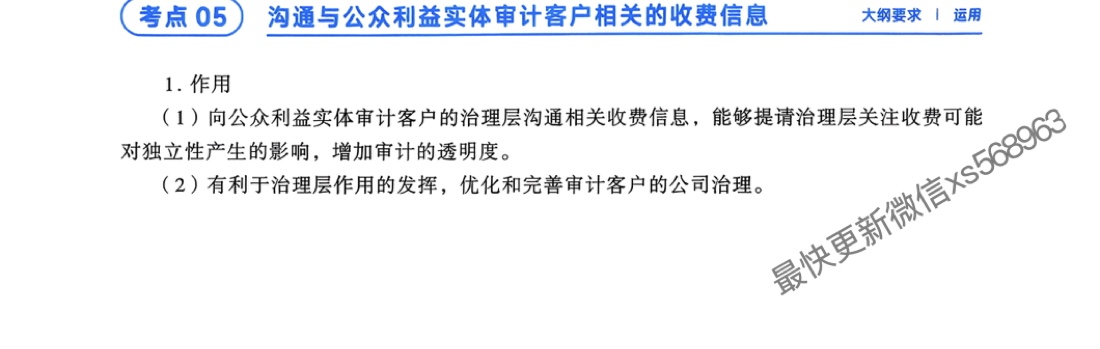 考点 05 沟通与公众利益实体审计客户相关的收费信息 大纲要求 | 运用
1. 作用
（1）向公众利益实体审计客户的治理层沟通相关收费信息，能够提请治理层关注收费可能
对独立性产生的影响，增加审计的透明度。
（2）有利于治理层作用的发挥，优化和完善审计客户的公司治理。
最快更新微信xs568963